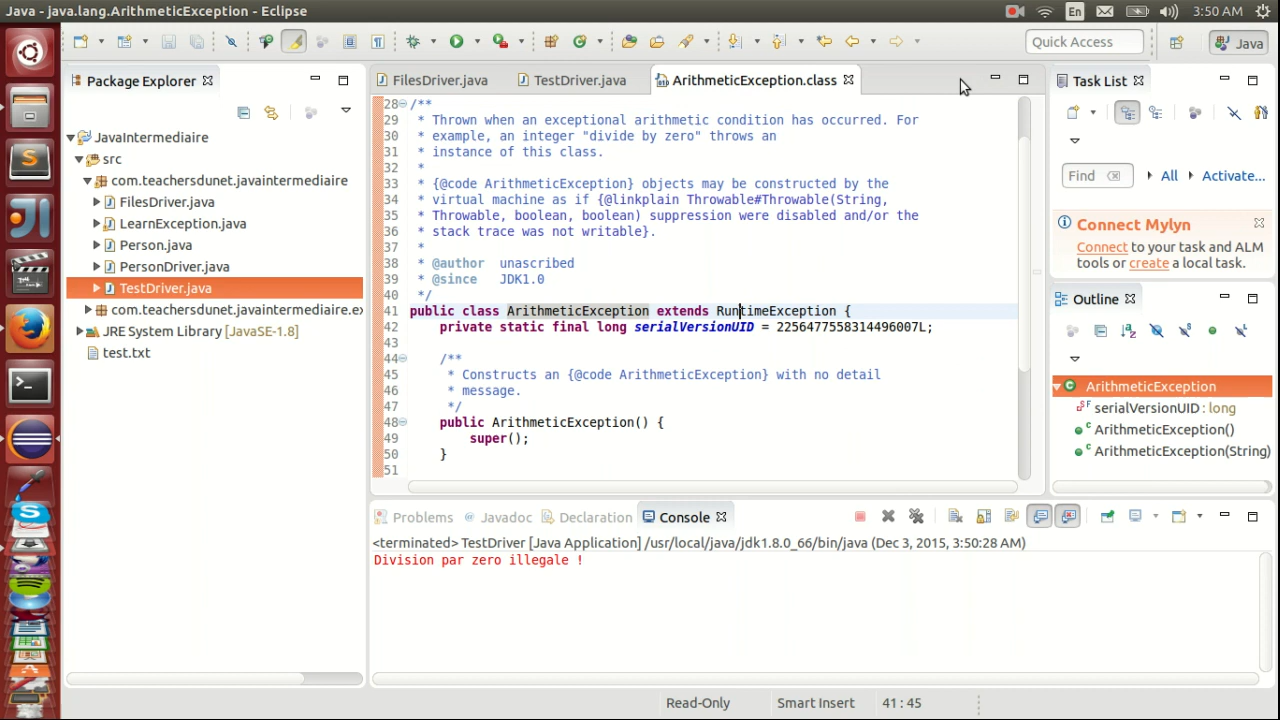 Java - java.lang.ArithmeticException - Eclipse
En
3:50 AM
Quick Access
Java
Package Explorer
JavaIntermediaire
src
com.teachersdunet.javaintermediaire
FilesDriver.java
LearnException.java
Person.java
PersonDriver.java
TestDriver.java
com.teachersdunet.javaintermediaire.ex
JRE System Library [JavaSE-1.8]
test.txt
FilesDriver.java
TestDriver.java
ArithmeticException.class
28 /**
29 * Thrown when an exceptional arithmetic condition has occurred. For
30 * example, an integer "divide by zero" throws an
31 * instance of this class.
32 *
33 * {@code ArithmeticException} objects may be constructed by the
34 * virtual machine as if {@linkplain Throwable#Throwable(String,
35 * Throwable, boolean, boolean) suppression were disabled and/or the
36 * stack trace was not writable}.
37 *
38 * @author  unascribed
39 * @since   JDK1.0
40 */
41 public class ArithmeticException extends RuntimeException {
42 private static final long serialVersionUID = 2256477558314496007L;
43
44 /**
45 * Constructs an {@code ArithmeticException} with no detail
46 * message.
47 */
48 public ArithmeticException() {
49 super();
50 }
51
Task List
Find
All
Activate...
Connect Mylyn
Connect to your task and ALM
tools or create a local task.
Outline
ArithmeticException
serialVersionUID : long
ArithmeticException()
ArithmeticException(String)
Problems
@ Javadoc
Declaration
Console
<terminated> TestDriver [Java Application] /usr/local/java/jdk1.8.0_66/bin/java (Dec 3, 2015, 3:50:28 AM)
Division par zero illegale !
Read-Only
Smart Insert
41 : 45